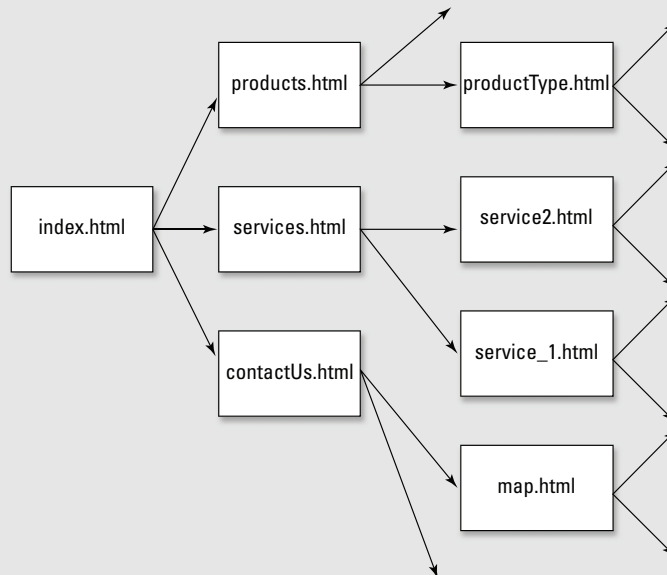 products.html
productType.html
index.html
services.html
service2.html
contactUs.html
service_1.html
map.html